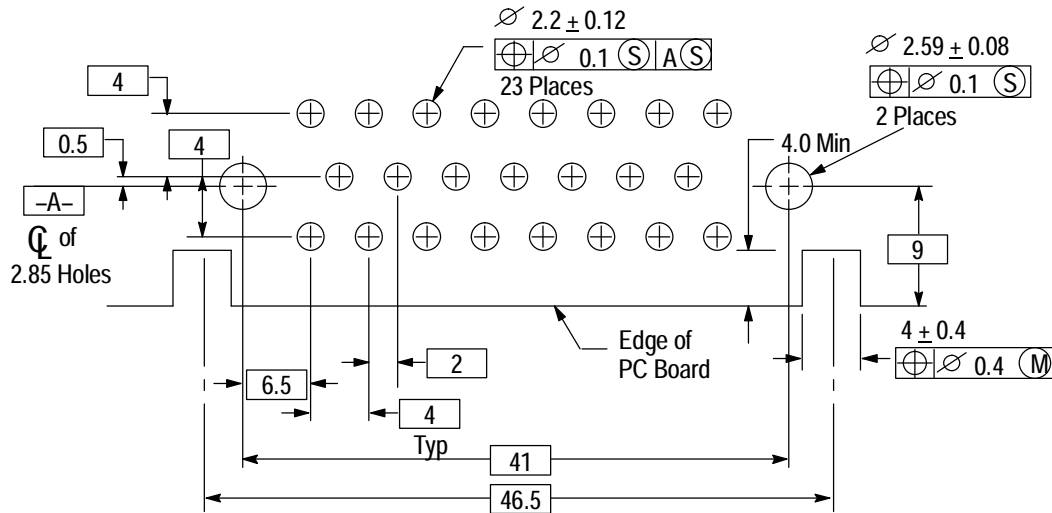 ⌀ 2.2 ± 0.12
⌖ ⌀ 0.1 Ⓢ A Ⓢ
23 Places
⌀ 2.59 ± 0.08
⌖ ⌀ 0.1 Ⓢ
2 Places
4
0.5
4
4.0 Min
–A–
℄ of
2.85 Holes
9
Edge of
PC Board
4 ± 0.4
⌖ ⌀ 0.4 Ⓜ
2
6.5
4
Typ
41
46.5